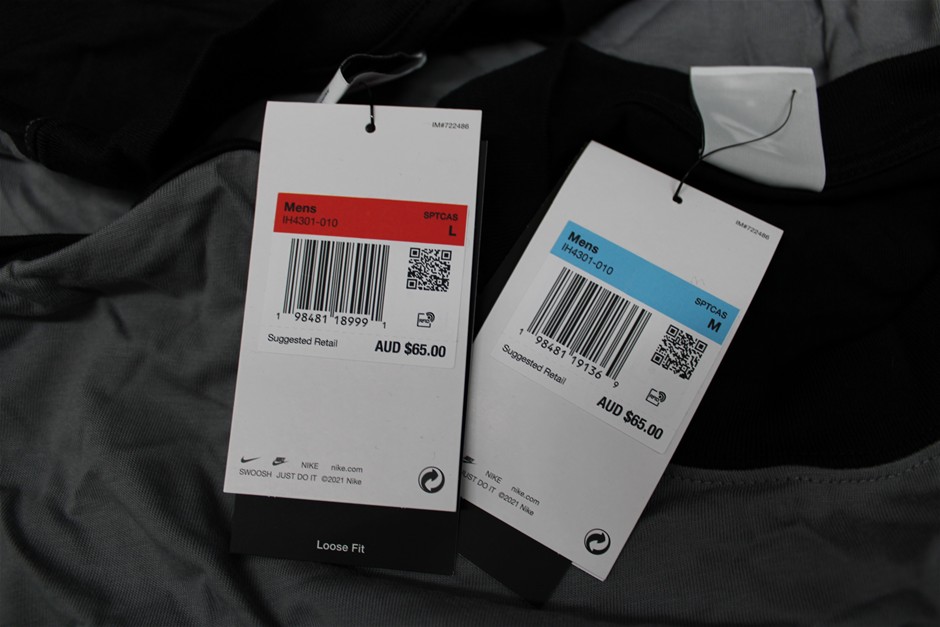 IM#722486
Mens
IH4301-010
SPTCAS
L
1 98481 18999 1
RFID
Suggested Retail
AUD $65.00
NIKE nike.com
SWOOSH JUST DO IT ©2021 Nike
Loose Fit
IM#722486
Mens
IH4301-010
SPTCAS
M
1 98481 19136 9
RFID
Suggested Retail
AUD $65.00
NIKE nike.com
JUST DO IT ©2021 Nike